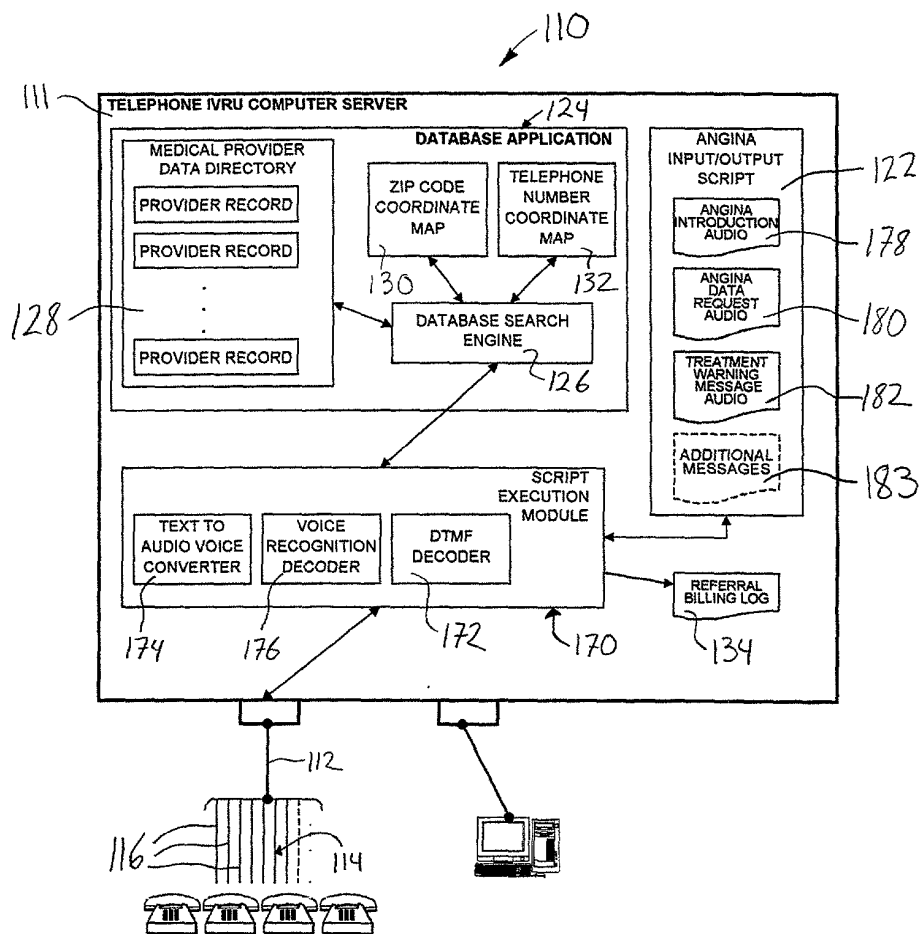 110
111
TELEPHONE IVRU COMPUTER SERVER
124
DATABASE APPLICATION
MEDICAL PROVIDER
DATA DIRECTORY
PROVIDER RECORD
PROVIDER RECORD
128
PROVIDER RECORD
ZIP CODE
COORDINATE
MAP
130
TELEPHONE
NUMBER
COORDINATE
MAP
132
DATABASE SEARCH
ENGINE
126
ANGINA
INPUT/OUTPUT
SCRIPT
122
ANGINA
INTRODUCTION
AUDIO
178
ANGINA
DATA
REQUEST
AUDIO
180
TREATMENT
WARNING
MESSAGE
AUDIO
182
ADDITIONAL
MESSAGES
183
SCRIPT
EXECUTION
MODULE
TEXT TO
AUDIO VOICE
CONVERTER
174
VOICE
RECOGNITION
DECODER
176
DTMF
DECODER
172
170
REFERRAL
BILLING LOG
134
112
116
114